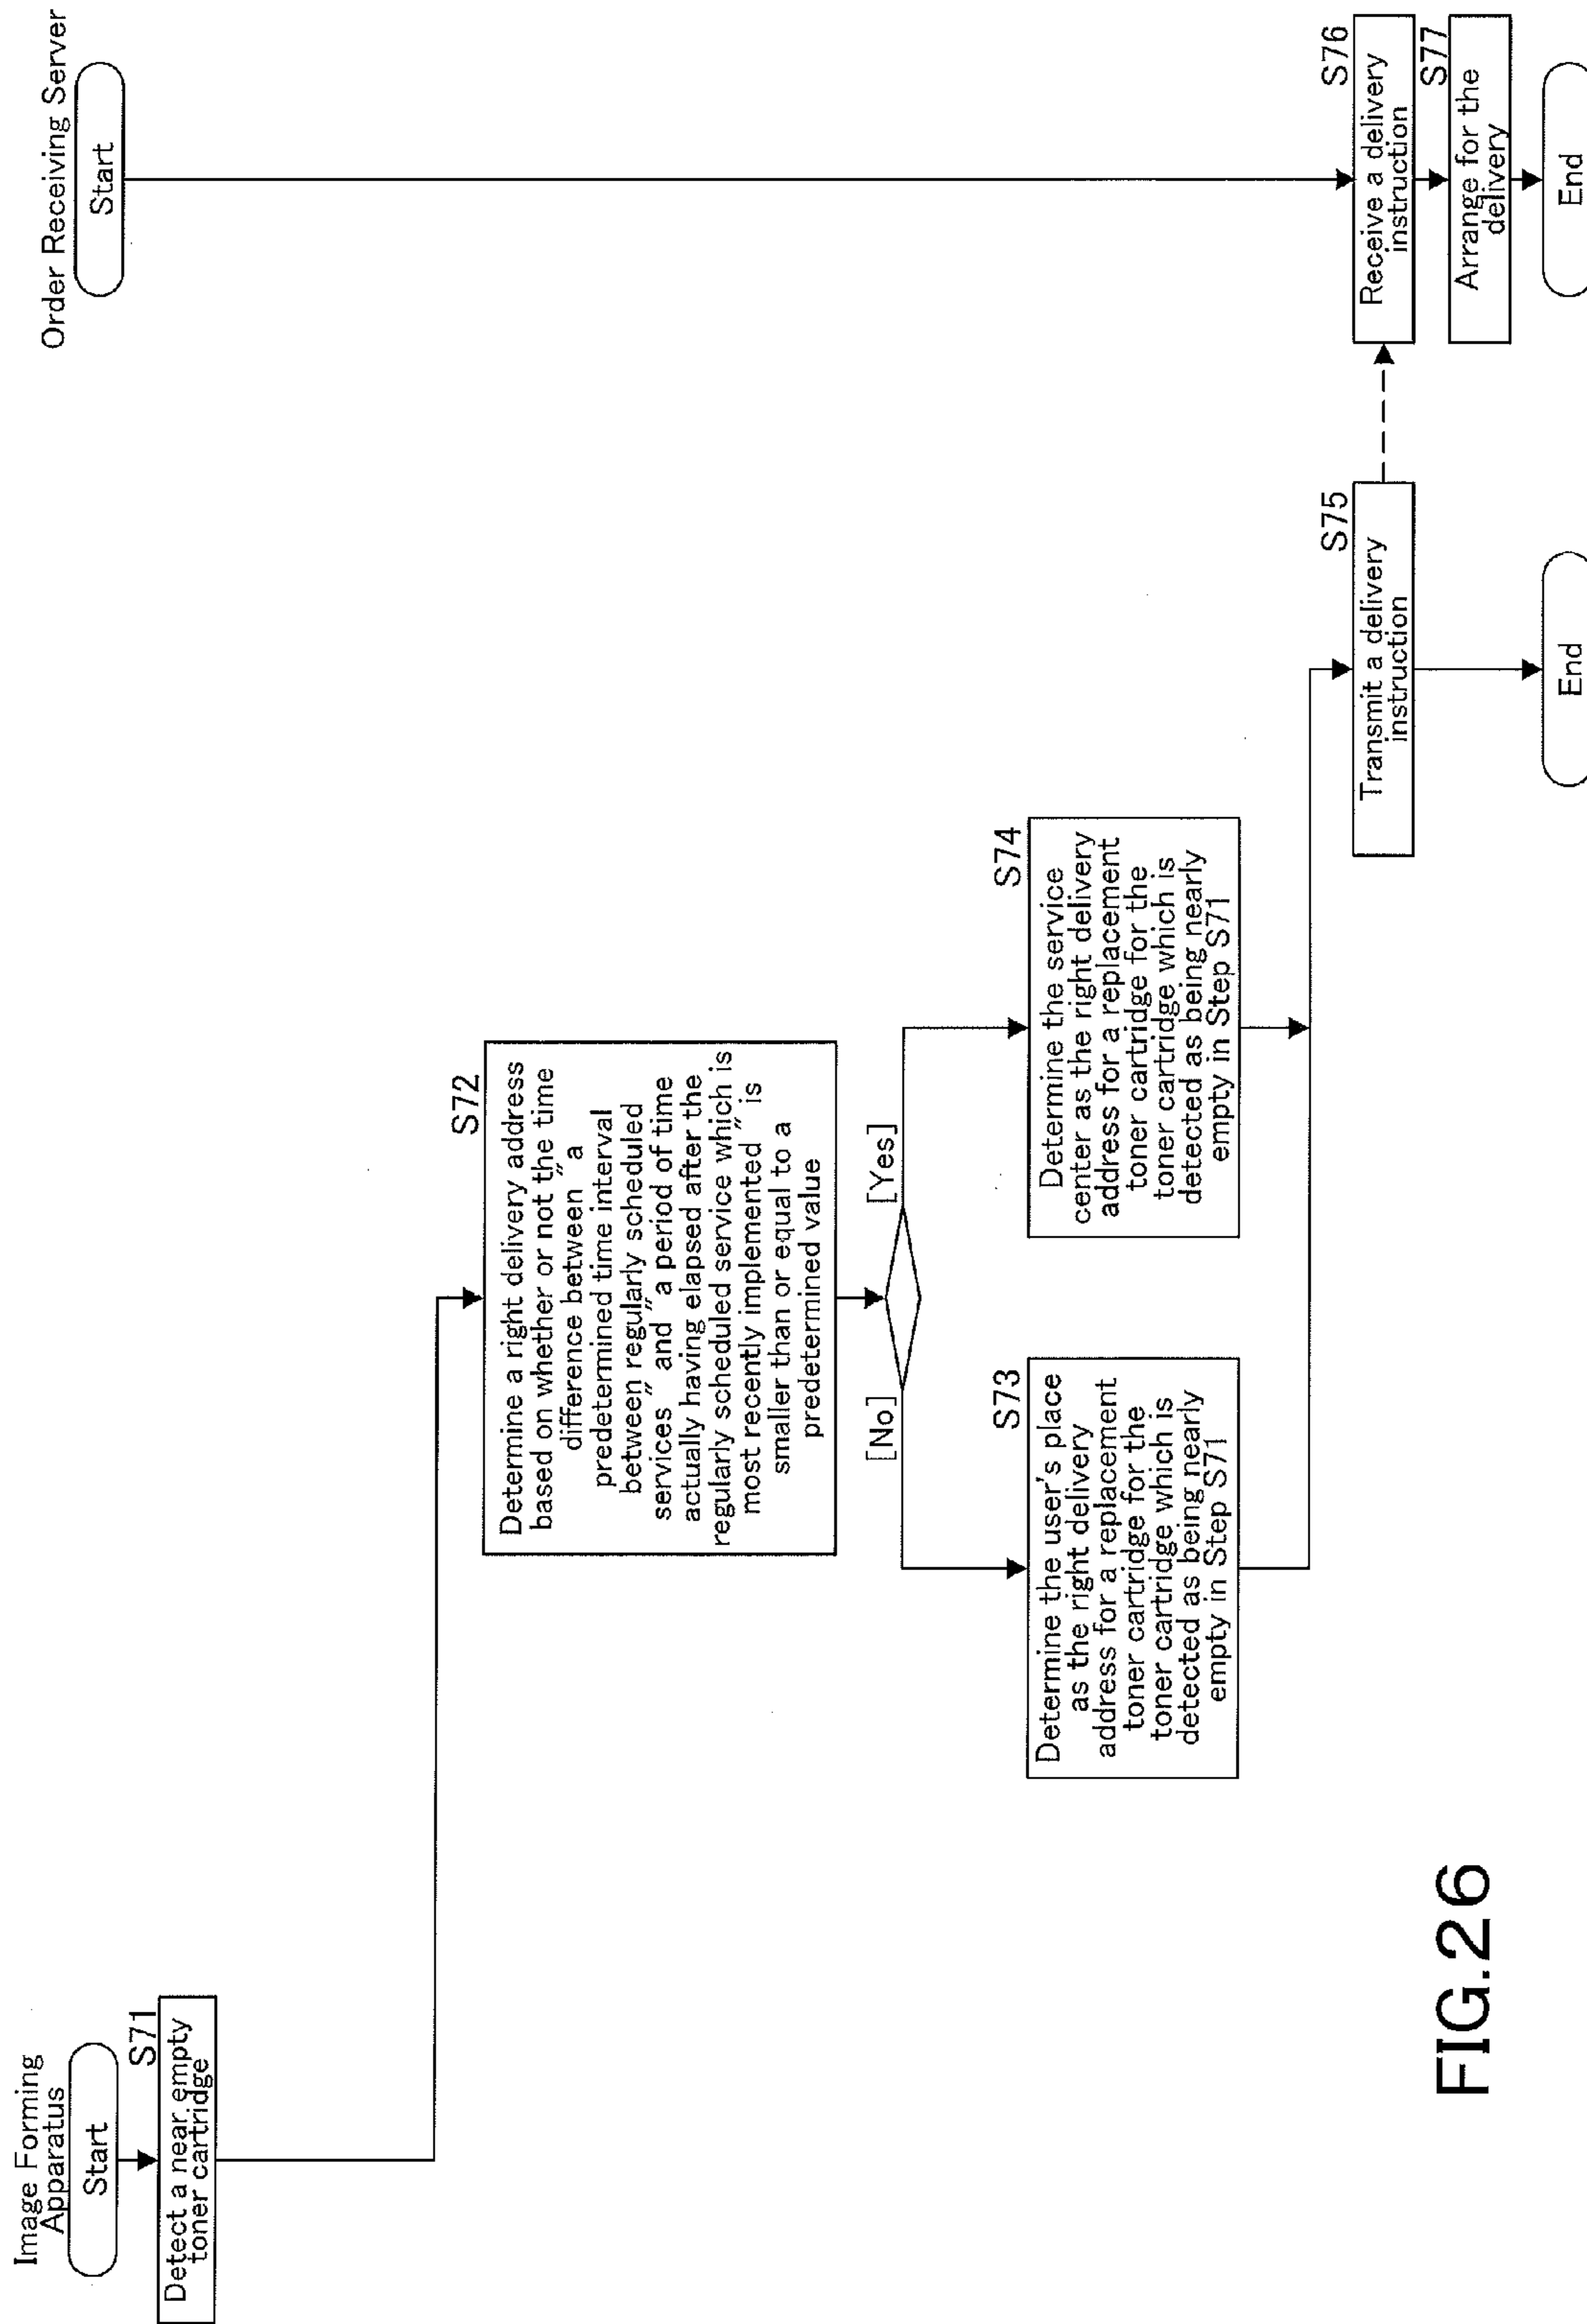 Image Forming
Apparatus
Start
S71
Detect a near empty
toner cartridge
S72
Determine a right delivery address
based on whether or not the time
difference between "a
predetermined time interval
between regularly scheduled
services" and "a period of time
actually having elapsed after the
regularly scheduled service which is
most recently implemented" is
smaller than or equal to a
predetermined value
[No]
[Yes]
S73
Determine the user's place
as the right delivery
address for a replacement
toner cartridge for the
toner cartridge which is
detected as being nearly
empty in Step S71
S74
Determine the service
center as the right delivery
address for a replacement
toner cartridge for the
toner cartridge which is
detected as being nearly
empty in Step S71
S75
Transmit a delivery
instruction
End
Order Receiving Server
Start
S76
Receive a delivery
instruction
S77
Arrange for the
delivery
End
FIG.26